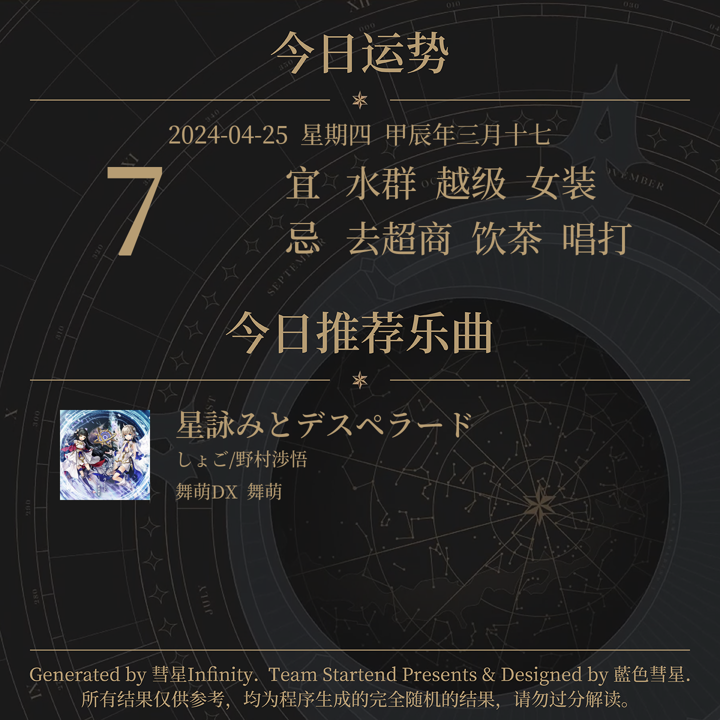 今日运势
2024-04-25 星期四 甲辰年三月十七
7
宜 水群 越级 女装
忌 去超商 饮茶 唱打
今日推荐乐曲
星詠みとデスペラード
しょご/野村渉悟
舞萌DX 舞萌
Generated by 彗星Infinity. Team Startend Presents & Designed by 藍色彗星.
所有结果仅供参考，均为程序生成的完全随机的结果，请勿过分解读。
SEPTEMBER